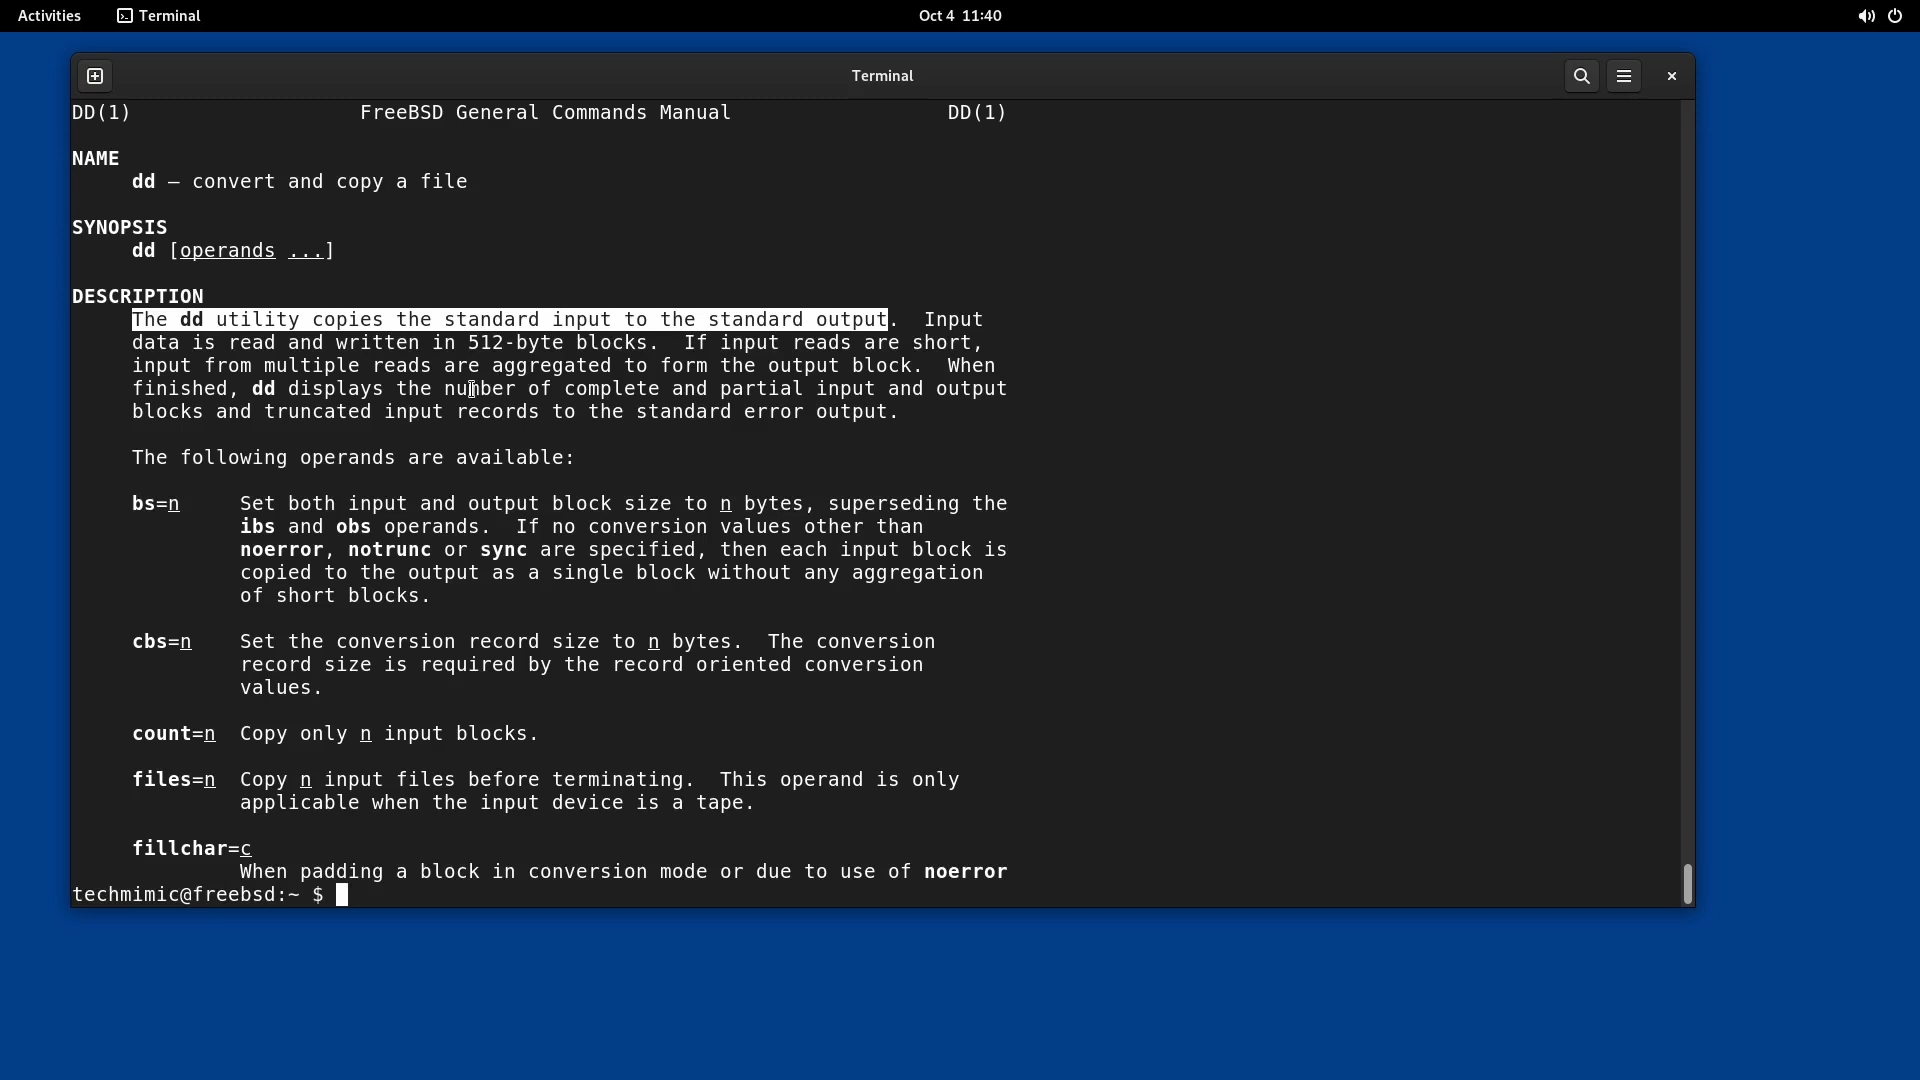 Activities Terminal Oct 4 11:40
Terminal
DD(1) FreeBSD General Commands Manual DD(1)
NAME
dd – convert and copy a file
SYNOPSIS
dd [operands ...]
DESCRIPTION
The dd utility copies the standard input to the standard output. Input
data is read and written in 512-byte blocks. If input reads are short,
input from multiple reads are aggregated to form the output block. When
finished, dd displays the number of complete and partial input and output
blocks and truncated input records to the standard error output.
The following operands are available:
bs=n Set both input and output block size to n bytes, superseding the
ibs and obs operands. If no conversion values other than
noerror, notrunc or sync are specified, then each input block is
copied to the output as a single block without any aggregation
of short blocks.
cbs=n Set the conversion record size to n bytes. The conversion
record size is required by the record oriented conversion
values.
count=n Copy only n input blocks.
files=n Copy n input files before terminating. This operand is only
applicable when the input device is a tape.
fillchar=c
When padding a block in conversion mode or due to use of noerror
techmimic@freebsd:~ $